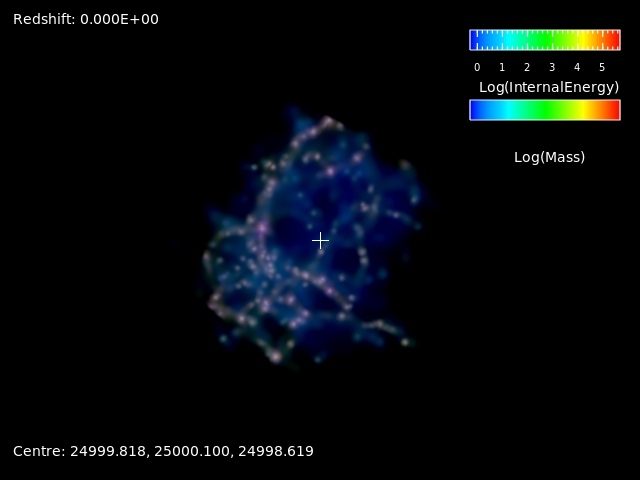 Redshift: 0.000E+00
0 1 2 3 4 5
Log(InternalEnergy)
Log(Mass)
Centre: 24999.818, 25000.100, 24998.619